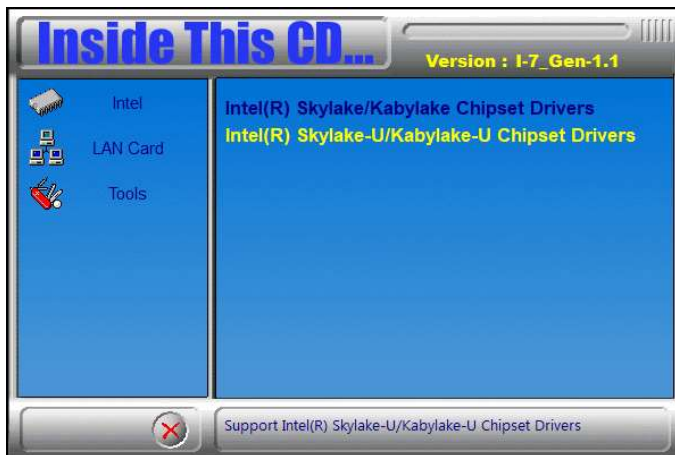 Inside This CD...
Version : I-7_Gen-1.1
Intel
LAN Card
Tools
Intel(R) Skylake/Kabylake Chipset Drivers
Intel(R) Skylake-U/Kabylake-U Chipset Drivers
Support Intel(R) Skylake-U/Kabylake-U Chipset Drivers